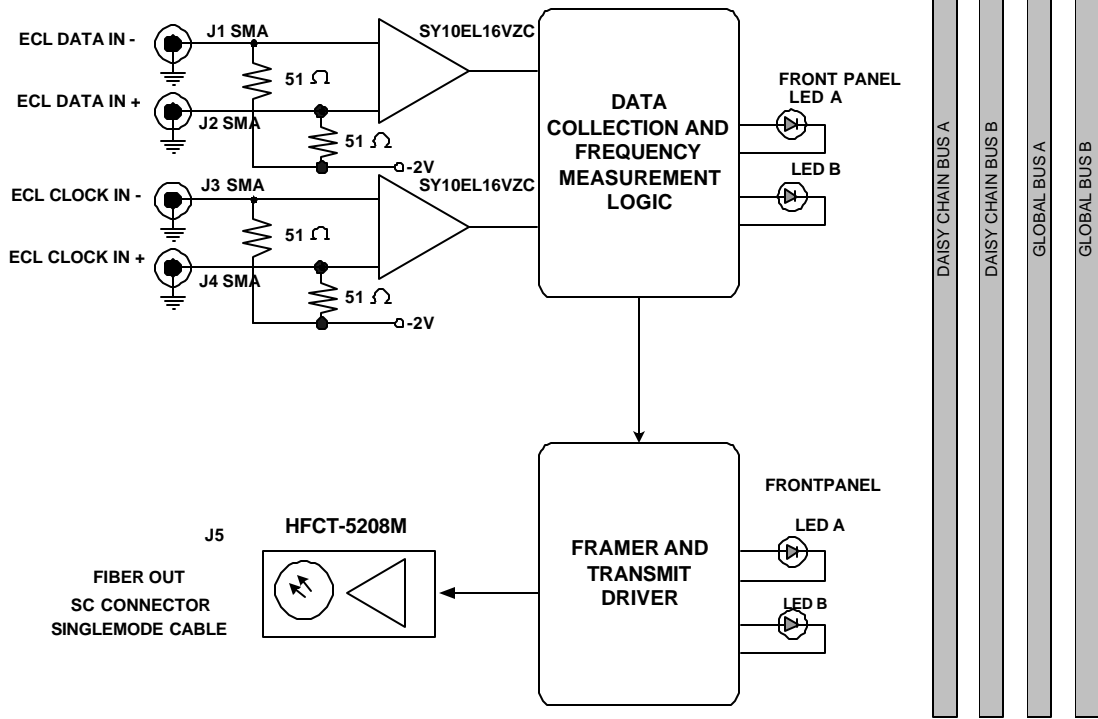 ECL DATA IN -
J1 SMA
SY10EL16VZC
51 Ω
ECL DATA IN +
J2 SMA
51 Ω
-2V
ECL CLOCK IN -
J3 SMA
SY10EL16VZC
51 Ω
ECL CLOCK IN +
J4 SMA
51 Ω
-2V
DATA
COLLECTION AND
FREQUENCY
MEASUREMENT
LOGIC
FRONT PANEL
LED A
LED B
DAISY CHAIN BUS A
DAISY CHAIN BUS B
GLOBAL BUS A
GLOBAL BUS B
J5
HFCT-5208M
FIBER OUT
SC CONNECTOR
SINGLEMODE CABLE
FRAMER AND
TRANSMIT
DRIVER
FRONTPANEL
LED A
LED B